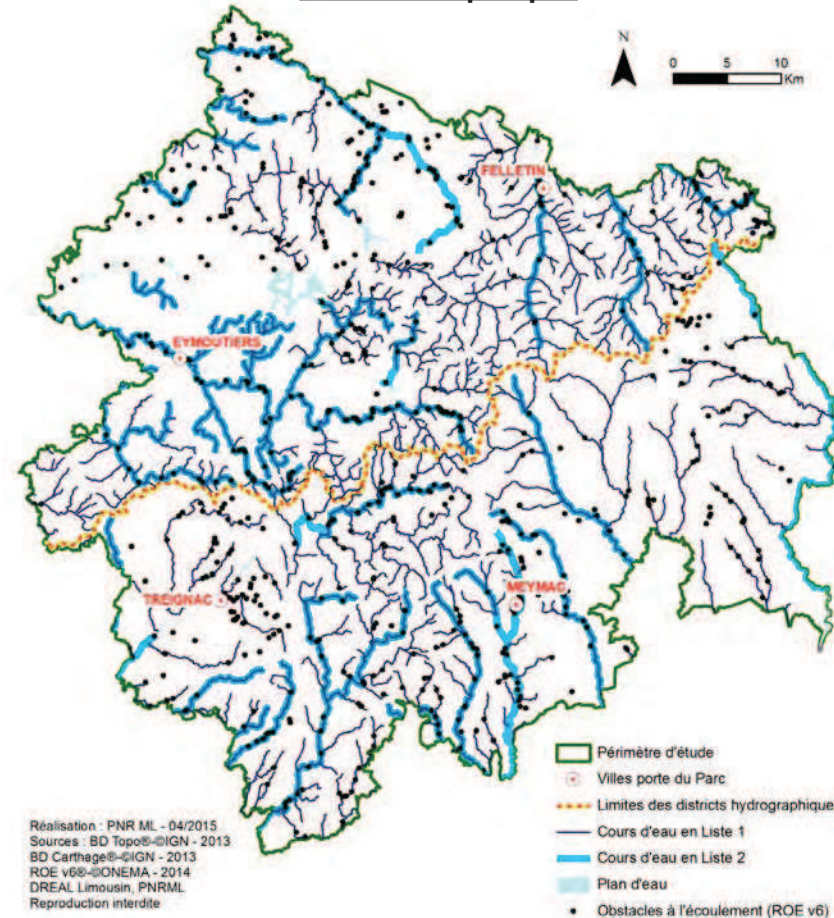 N
0 5 10
Km
FELLETIN
EYMOUTIERS
TREIGNAC
MEYMAC
Périmètre d'étude
Villes porte du Parc
Limites des districts hydrographique
Cours d'eau en Liste 1
Cours d'eau en Liste 2
Plan d'eau
Obstacles à l'écoulement (ROE v6)
Réalisation : PNR ML - 04/2015
Sources : BD Topo®-©IGN - 2013
BD Carthage®-©IGN - 2013
ROE v6®-©ONEMA - 2014
DREAL Limousin, PNRML
Reproduction interdite